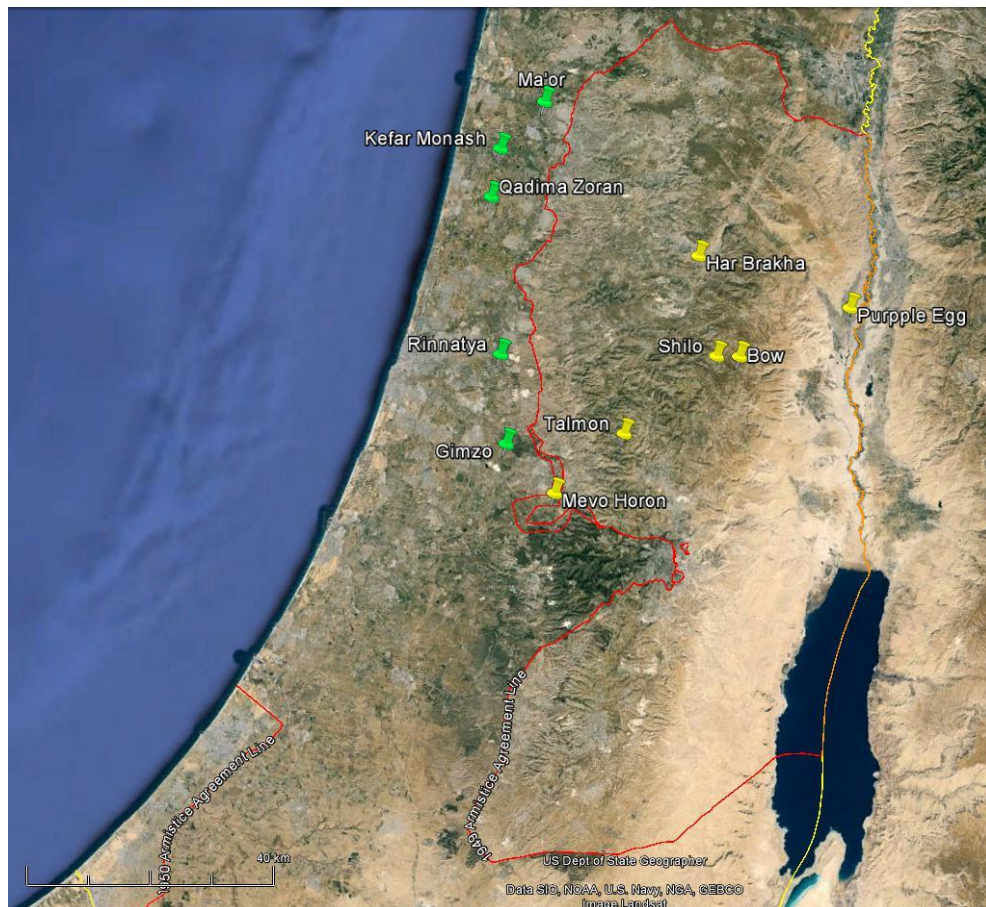 Ma'or
Kefar Monash
Qadima Zoran
Har Brakha
Purpple Egg
Rinnatya
Shilo
Bow
Talmon
Gimzo
Mevo Horon
1950 Armistice Agreement Line
1949 Armistice Agreement Line
40 km
US Dept of State Geographer
Data SIO, NOAA, U.S. Navy, NGA, GEBCO
Image Landsat